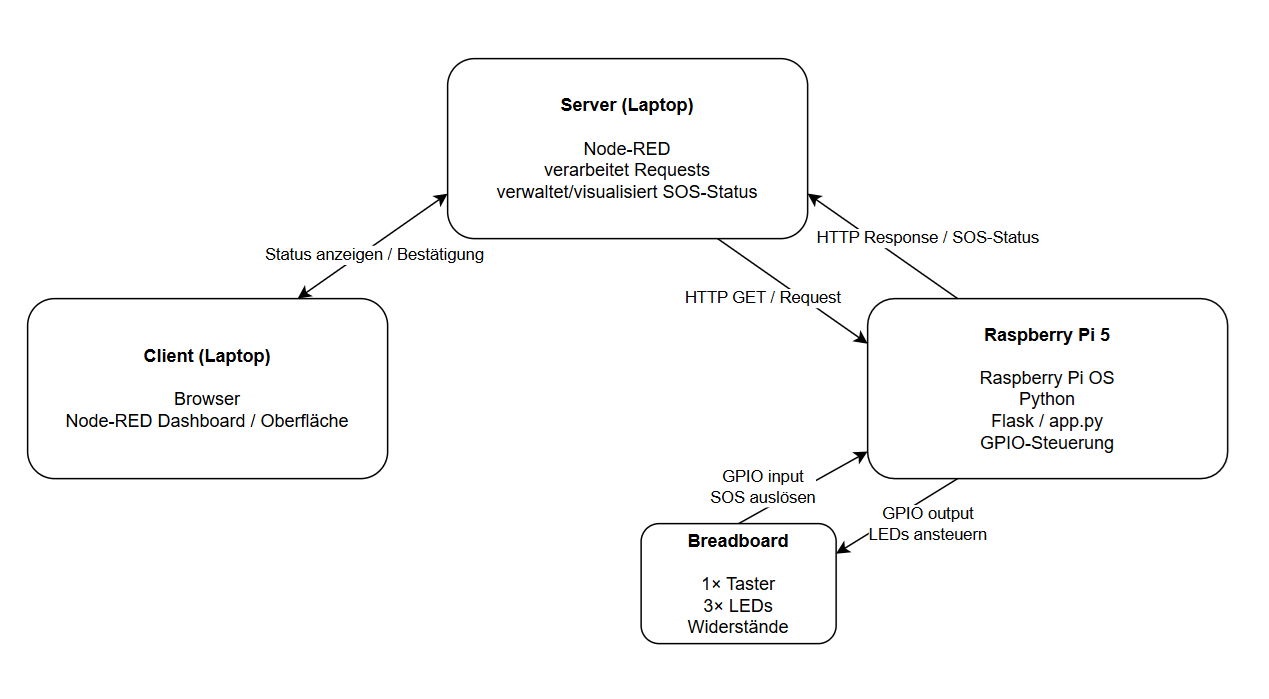 Server (Laptop)
Node-RED
verarbeitet Requests
verwaltet/visualisiert SOS-Status
Status anzeigen / Bestätigung
HTTP Response / SOS-Status
HTTP GET / Request
Client (Laptop)
Browser
Node-RED Dashboard / Oberfläche
Raspberry Pi 5
Raspberry Pi OS
Python
Flask / app.py
GPIO-Steuerung
GPIO input
SOS auslösen
GPIO output
LEDs ansteuern
Breadboard
1× Taster
3× LEDs
Widerstände